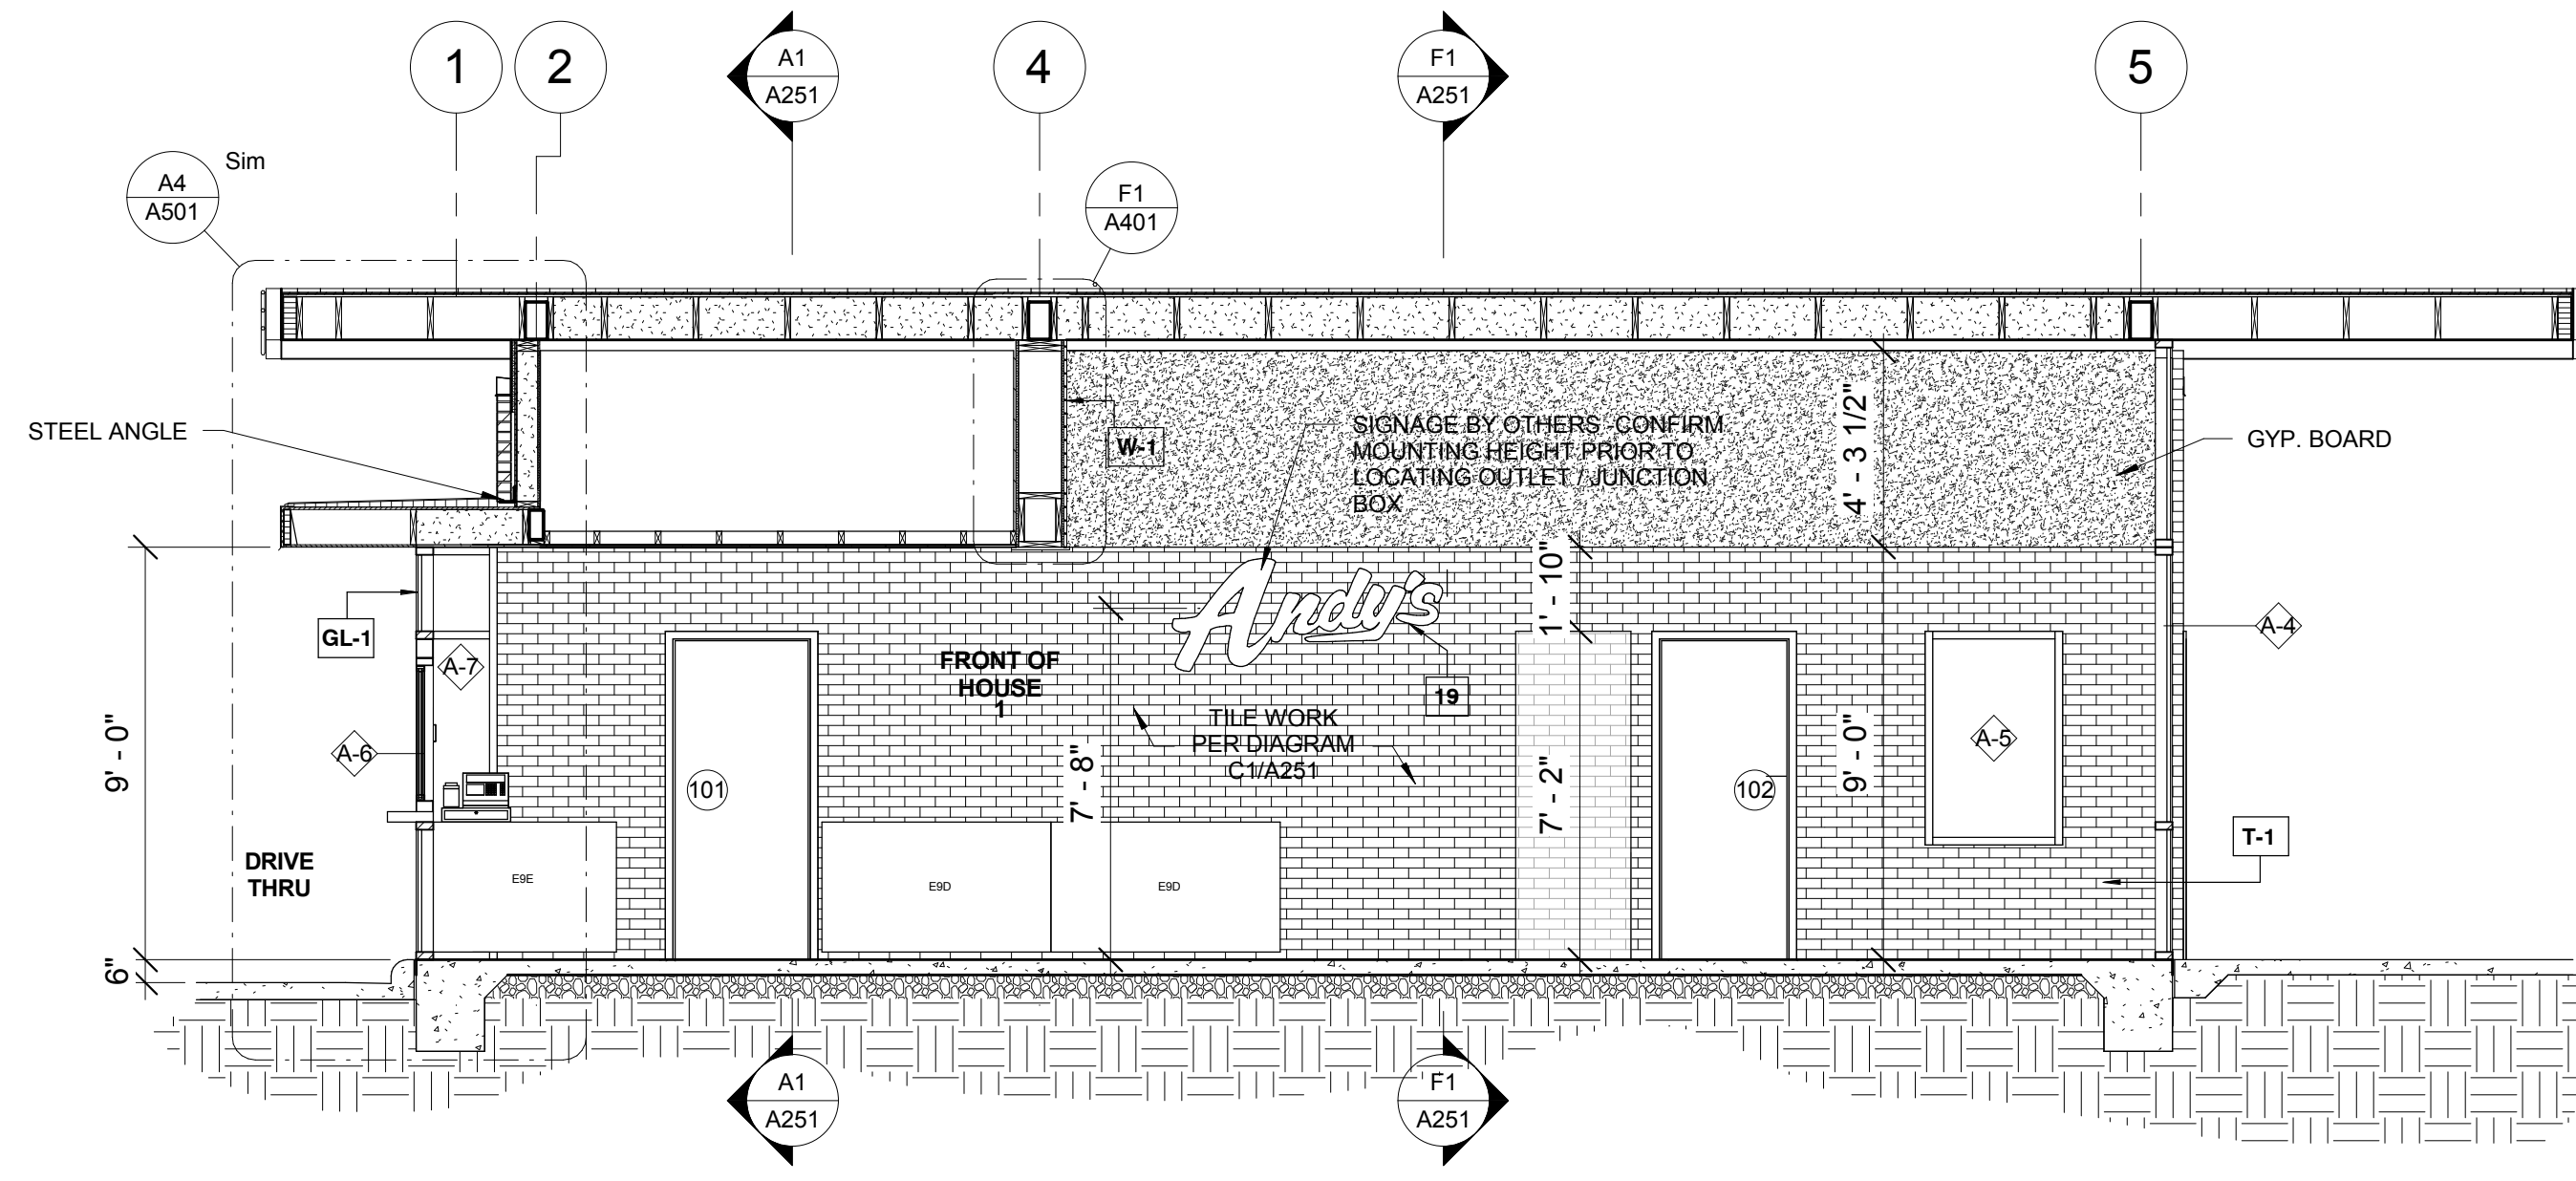 1
2
A1
A251
4
F1
A251
5
A4
A501
Sim
F1
A401
STEEL ANGLE
W-1
SIGNAGE BY OTHERS CONFIRM
MOUNTING HEIGHT PRIOR TO
LOCATING OUTLET / JUNCTION
BOX
4' - 3 1/2"
GYP. BOARD
GL-1
A-7
A-6
9' - 0"
6"
DRIVE
THRU
E9E
101
FRONT OF
HOUSE
1
Andy's
19
TILE WORK
PER DIAGRAM
C1/A251
7' - 8"
E9D
E9D
1' - 10"
7' - 2"
102
9' - 0"
A-5
A-4
T-1
A1
A251
F1
A251